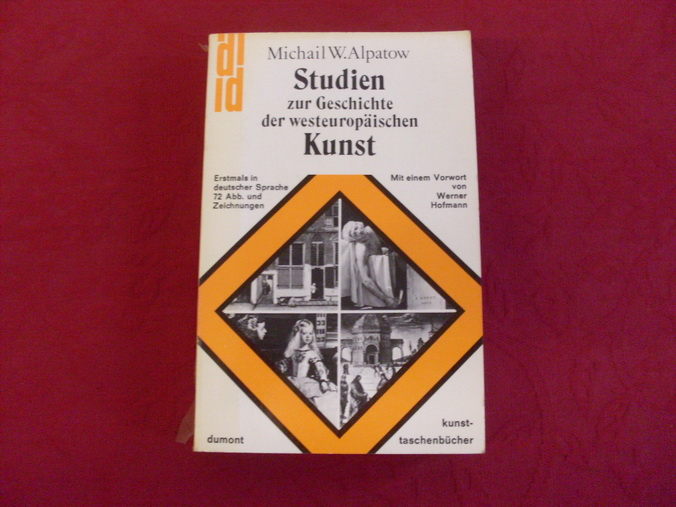 Michail W. Alpatow
Studien
zur Geschichte
der westeuropäischen
Kunst
Erstmals in
deutscher Sprache
72 Abb. und
Zeichnungen
Mit einem Vorwort
von
Werner
Hofmann
dumont
kunst-
taschenbücher